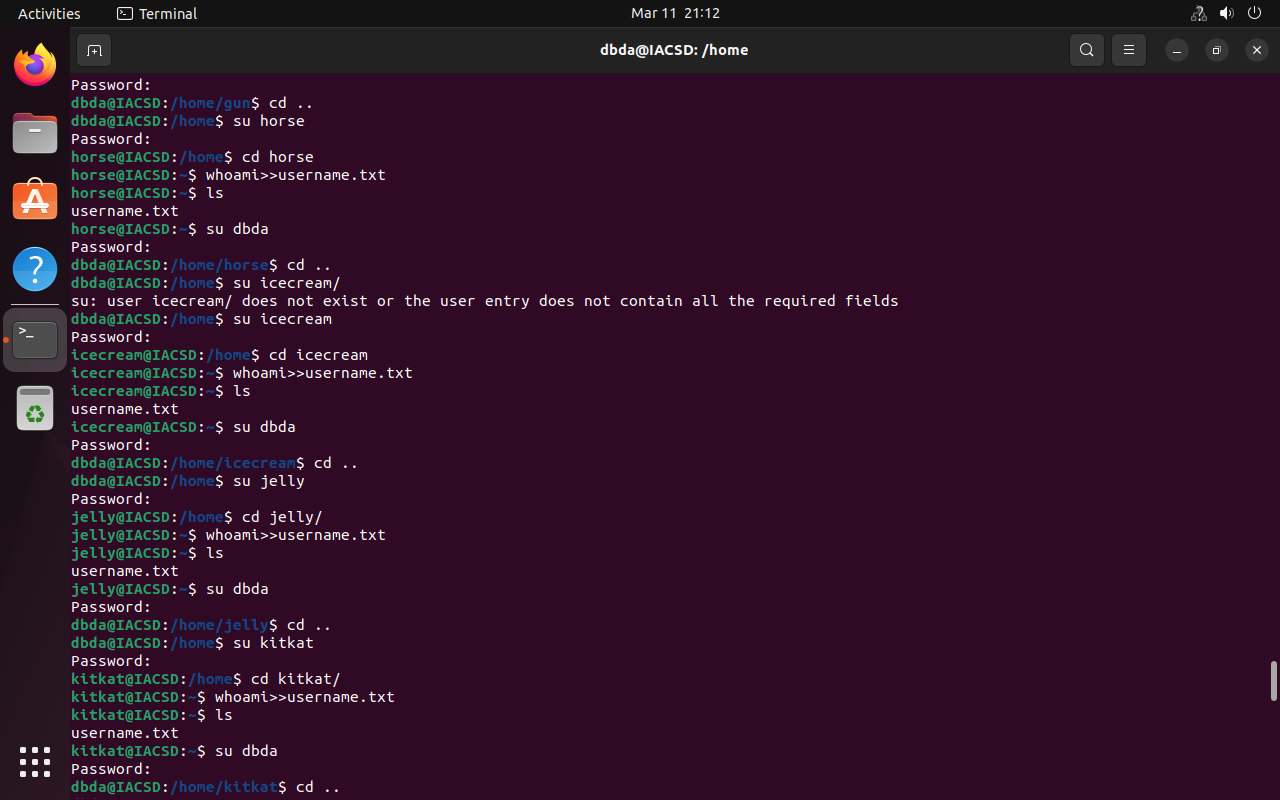 Activities
Terminal
Mar 11 21:12
dbda@IACSD: /home
Password:
dbda@IACSD:/home/gun$ cd ..
dbda@IACSD:/home$ su horse
Password:
horse@IACSD:/home$ cd horse
horse@IACSD:~$ whoami>>username.txt
horse@IACSD:~$ ls
username.txt
horse@IACSD:~$ su dbda
Password:
dbda@IACSD:/home/horse$ cd ..
dbda@IACSD:/home$ su icecream/
su: user icecream/ does not exist or the user entry does not contain all the required fields
dbda@IACSD:/home$ su icecream
Password:
icecream@IACSD:/home$ cd icecream
icecream@IACSD:~$ whoami>>username.txt
icecream@IACSD:~$ ls
username.txt
icecream@IACSD:~$ su dbda
Password:
dbda@IACSD:/home/icecream$ cd ..
dbda@IACSD:/home$ su jelly
Password:
jelly@IACSD:/home$ cd jelly/
jelly@IACSD:~$ whoami>>username.txt
jelly@IACSD:~$ ls
username.txt
jelly@IACSD:~$ su dbda
Password:
dbda@IACSD:/home/jelly$ cd ..
dbda@IACSD:/home$ su kitkat
Password:
kitkat@IACSD:/home$ cd kitkat/
kitkat@IACSD:~$ whoami>>username.txt
kitkat@IACSD:~$ ls
username.txt
kitkat@IACSD:~$ su dbda
Password:
dbda@IACSD:/home/kitkat$ cd ..